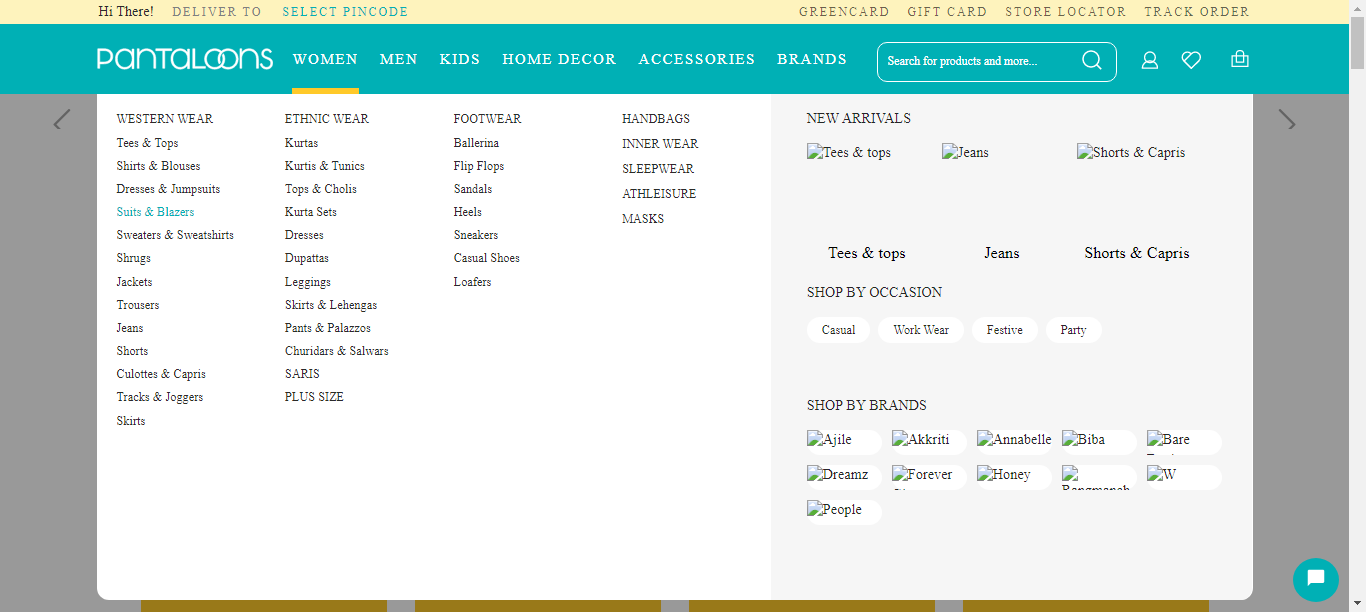 Hi There! DELIVER TO SELECT PINCODE GREENCARD GIFT CARD STORE LOCATOR TRACK ORDER
PANTALOONS WOMEN MEN KIDS HOME DECOR ACCESSORIES BRANDS Search for products and more...
WESTERN WEAR
Tees & Tops
Shirts & Blouses
Dresses & Jumpsuits
Suits & Blazers
Sweaters & Sweatshirts
Shrugs
Jackets
Trousers
Jeans
Shorts
Culottes & Capris
Tracks & Joggers
Skirts
ETHNIC WEAR
Kurtas
Kurtis & Tunics
Tops & Cholis
Kurta Sets
Dresses
Dupattas
Leggings
Skirts & Lehengas
Pants & Palazzos
Churidars & Salwars
SARIS
PLUS SIZE
FOOTWEAR
Ballerina
Flip Flops
Sandals
Heels
Sneakers
Casual Shoes
Loafers
HANDBAGS
INNER WEAR
SLEEPWEAR
ATHLEISURE
MASKS
NEW ARRIVALS
Tees & tops Jeans Shorts & Capris
Tees & tops Jeans Shorts & Capris
SHOP BY OCCASION
Casual Work Wear Festive Party
SHOP BY BRANDS
Ajile Akkriti Annabelle Biba Bare
Dreamz Forever Honey W
People